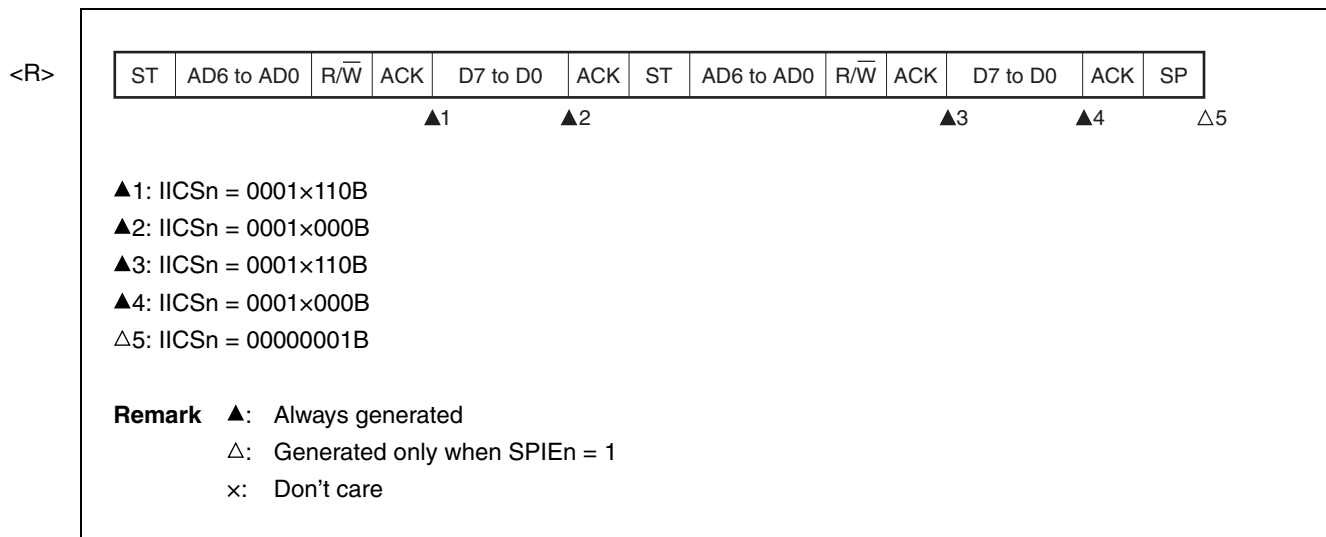 <R> ST AD6 to AD0 R/W̅ ACK D7 to D0 ACK ST AD6 to AD0 R/W̅ ACK D7 to D0 ACK SP
▲1 ▲2 ▲3 ▲4 △5
▲1: IICSn = 0001×110B
▲2: IICSn = 0001×000B
▲3: IICSn = 0001×110B
▲4: IICSn = 0001×000B
△5: IICSn = 00000001B
Remark ▲: Always generated
△: Generated only when SPIEn = 1
×: Don't care